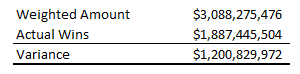 Weighted Amount $3,088,275,476
Actual Wins $1,887,445,504
Variance $1,200,829,972